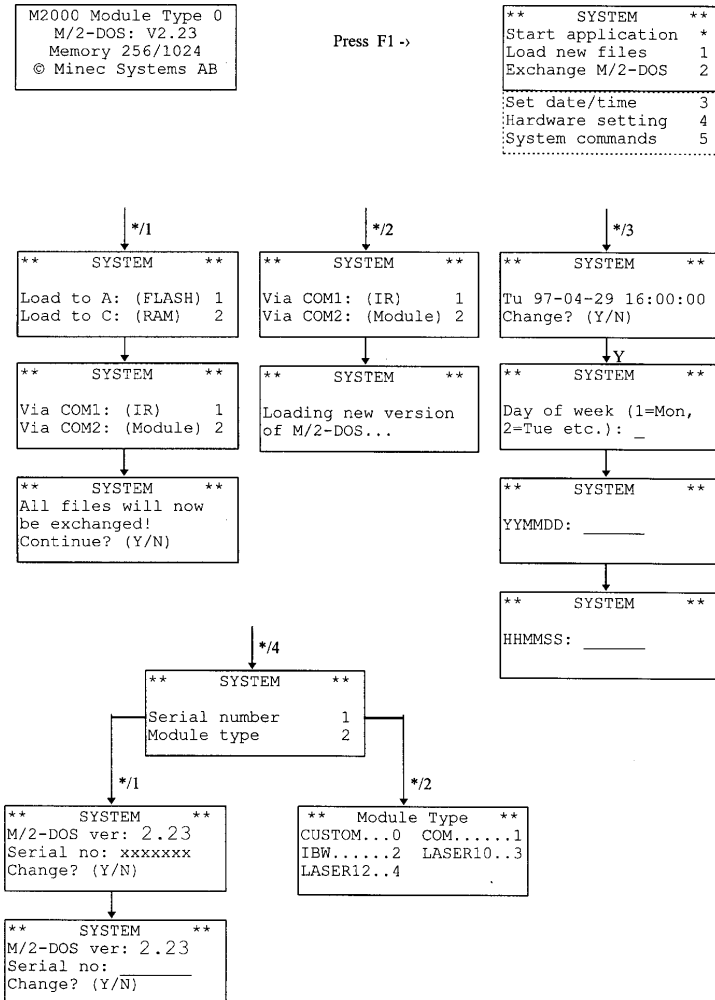 M2000 Module Type 0
M/2-DOS: V2.23
Memory 256/1024
© Minec Systems AB
Press F1 ->
** SYSTEM **
Start application *
Load new files 1
Exchange M/2-DOS 2
Set date/time 3
Hardware setting 4
System commands 5
*/1
** SYSTEM **
Load to A: (FLASH) 1
Load to C: (RAM) 2
** SYSTEM **
Via COM1: (IR) 1
Via COM2: (Module) 2
** SYSTEM **
All files will now
be exchanged!
Continue? (Y/N)
*/2
** SYSTEM **
Via COM1: (IR) 1
Via COM2: (Module) 2
** SYSTEM **
Loading new version
of M/2-DOS...
*/3
** SYSTEM **
Tu 97-04-29 16:00:00
Change? (Y/N)
Y
** SYSTEM **
Day of week (1=Mon,
2=Tue etc.): _
** SYSTEM **
YYMMDD: ______
** SYSTEM **
HHMMSS: ______
*/4
** SYSTEM **
Serial number 1
Module type 2
*/1
** SYSTEM **
M/2-DOS ver: 2.23
Serial no: xxxxxxx
Change? (Y/N)
** SYSTEM **
M/2-DOS ver: 2.23
Serial no: _______
Change? (Y/N)
*/2
** Module Type **
CUSTOM...0 COM......1
IBW......2 LASER10..3
LASER12..4